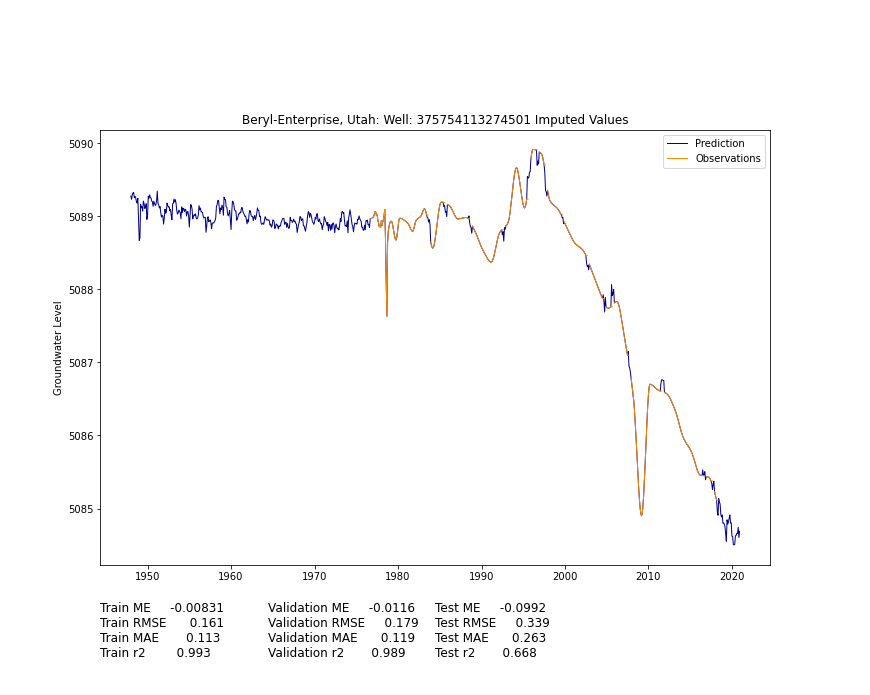 Beryl-Enterprise, Utah: Well: 375754113274501 Imputed Values
Prediction
Observations
Groundwater Level
5090
5089
5088
5087
5086
5085
1950 1960 1970 1980 1990 2000 2010 2020
Train ME -0.00831 Validation ME -0.0116 Test ME -0.0992
Train RMSE 0.161 Validation RMSE 0.179 Test RMSE 0.339
Train MAE 0.113 Validation MAE 0.119 Test MAE 0.263
Train r2 0.993 Validation r2 0.989 Test r2 0.668